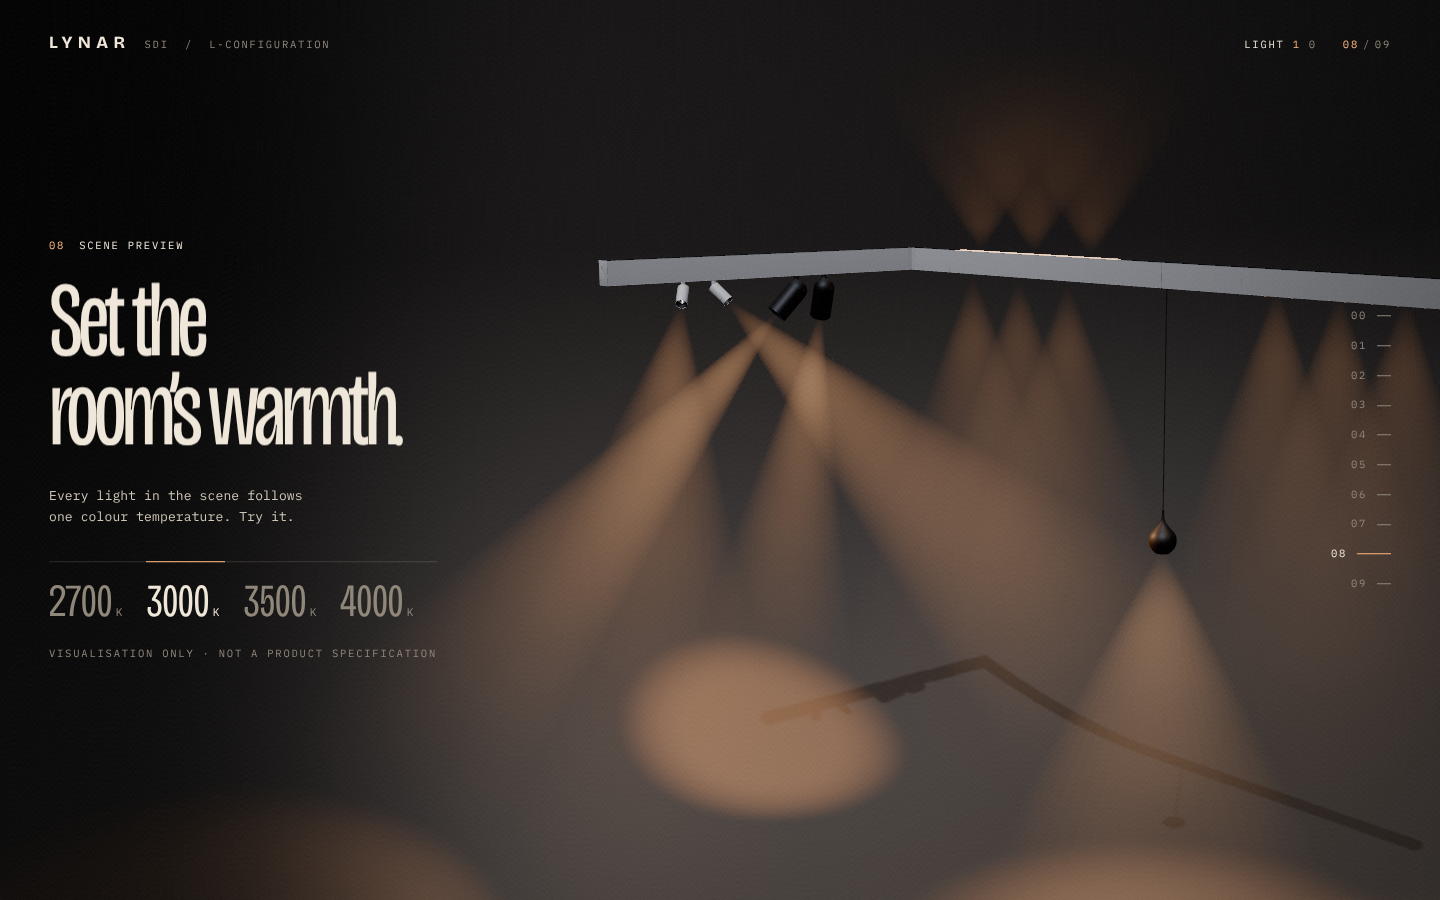 LYNAR SDI / L-CONFIGURATION
LIGHT 1 0 08 / 09
08 SCENE PREVIEW
Set the
room's warmth.
Every light in the scene follows
one colour temperature. Try it.
2700 K 3000 K 3500 K 4000 K
VISUALISATION ONLY · NOT A PRODUCT SPECIFICATION
00
01
02
03
04
05
06
07
08
09